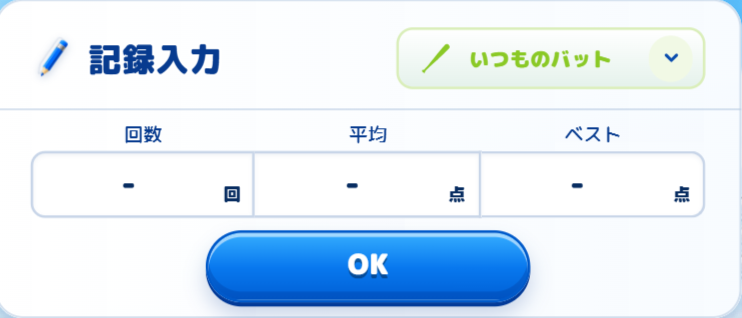 記録入力 いつものバット
回数 平均 ベスト
- 回 - 点 - 点
OK